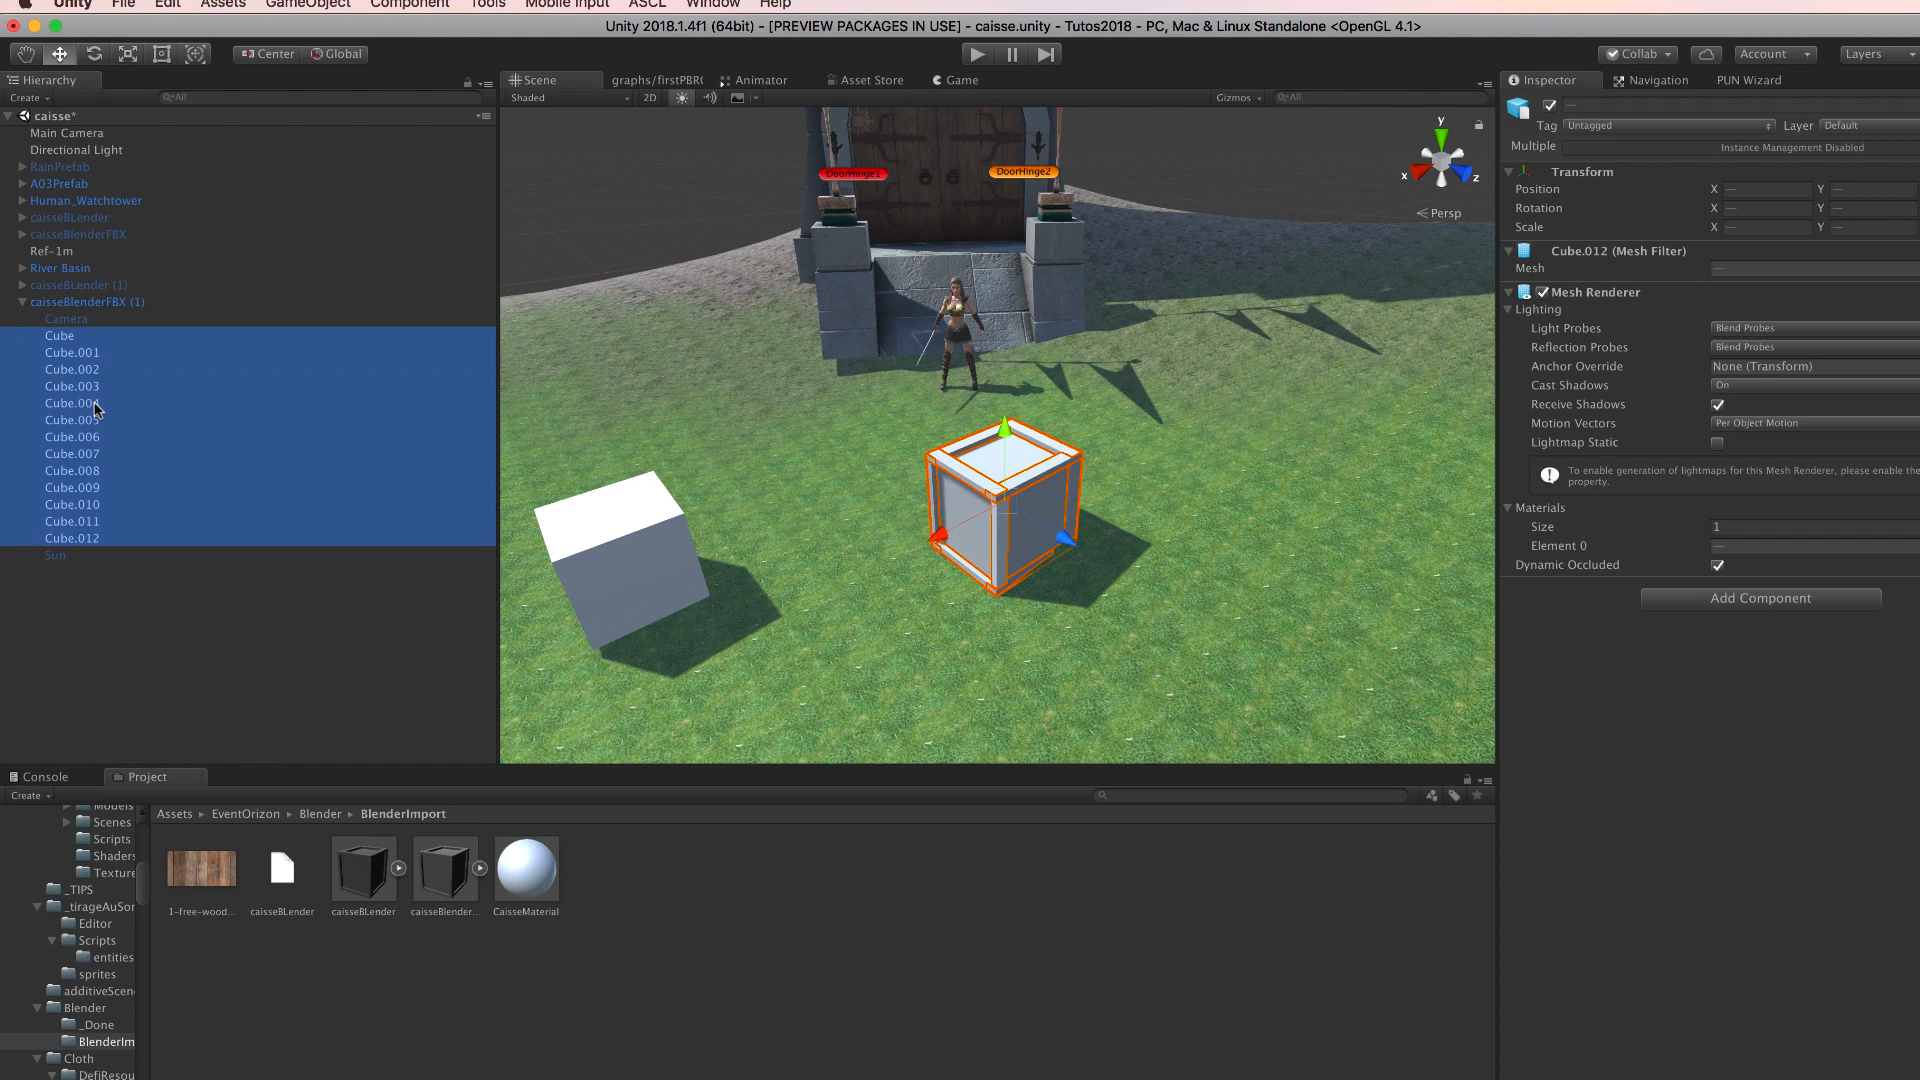 Unity File Edit Assets GameObject Component Tools Mobile Input ASCL Window Help
Unity 2018.1.4f1 (64bit) - [PREVIEW PACKAGES IN USE] - caisse.unity - Tutos2018 - PC, Mac & Linux Standalone <OpenGL 4.1>
Center Global Collab Account Layers
Hierarchy
Create All
caisse*
Main Camera
Directional Light
RainPrefab
A03Prefab
Human_Watchtower
caisseBLender
caisseBlenderFBX
Ref-1m
River Basin
caisseBLender (1)
caisseBlenderFBX (1)
Camera
Cube
Cube.001
Cube.002
Cube.003
Cube.004
Cube.005
Cube.006
Cube.007
Cube.008
Cube.009
Cube.010
Cube.011
Cube.012
Sun
Scene graphs/firstPBRG Animator Asset Store Game
Shaded 2D Gizmos All
DoorHinge1 DoorHinge2
y
x z
Persp
Inspector Navigation PUN Wizard
Tag Untagged Layer Default
Multiple Instance Management Disabled
Transform
Position X — Y —
Rotation X — Y —
Scale X — Y —
Cube.012 (Mesh Filter)
Mesh —
Mesh Renderer
Lighting
Light Probes Blend Probes
Reflection Probes Blend Probes
Anchor Override None (Transform)
Cast Shadows On
Receive Shadows
Motion Vectors Per Object Motion
Lightmap Static
To enable generation of lightmaps for this Mesh Renderer, please enable the
property.
Materials
Size 1
Element 0 —
Dynamic Occluded
Add Component
Console Project
Create
Models
Scenes
Scripts
Shaders
Texture
_TIPS
_tirageAuSor
Editor
Scripts
entities
sprites
additiveScen
Blender
_Done
BlenderIm
Cloth
DefiResou
Assets ▸ EventOrizon ▸ Blender ▸ BlenderImport
1-free-wood... caisseBLender caisseBLender caisseBlender... CaisseMaterial